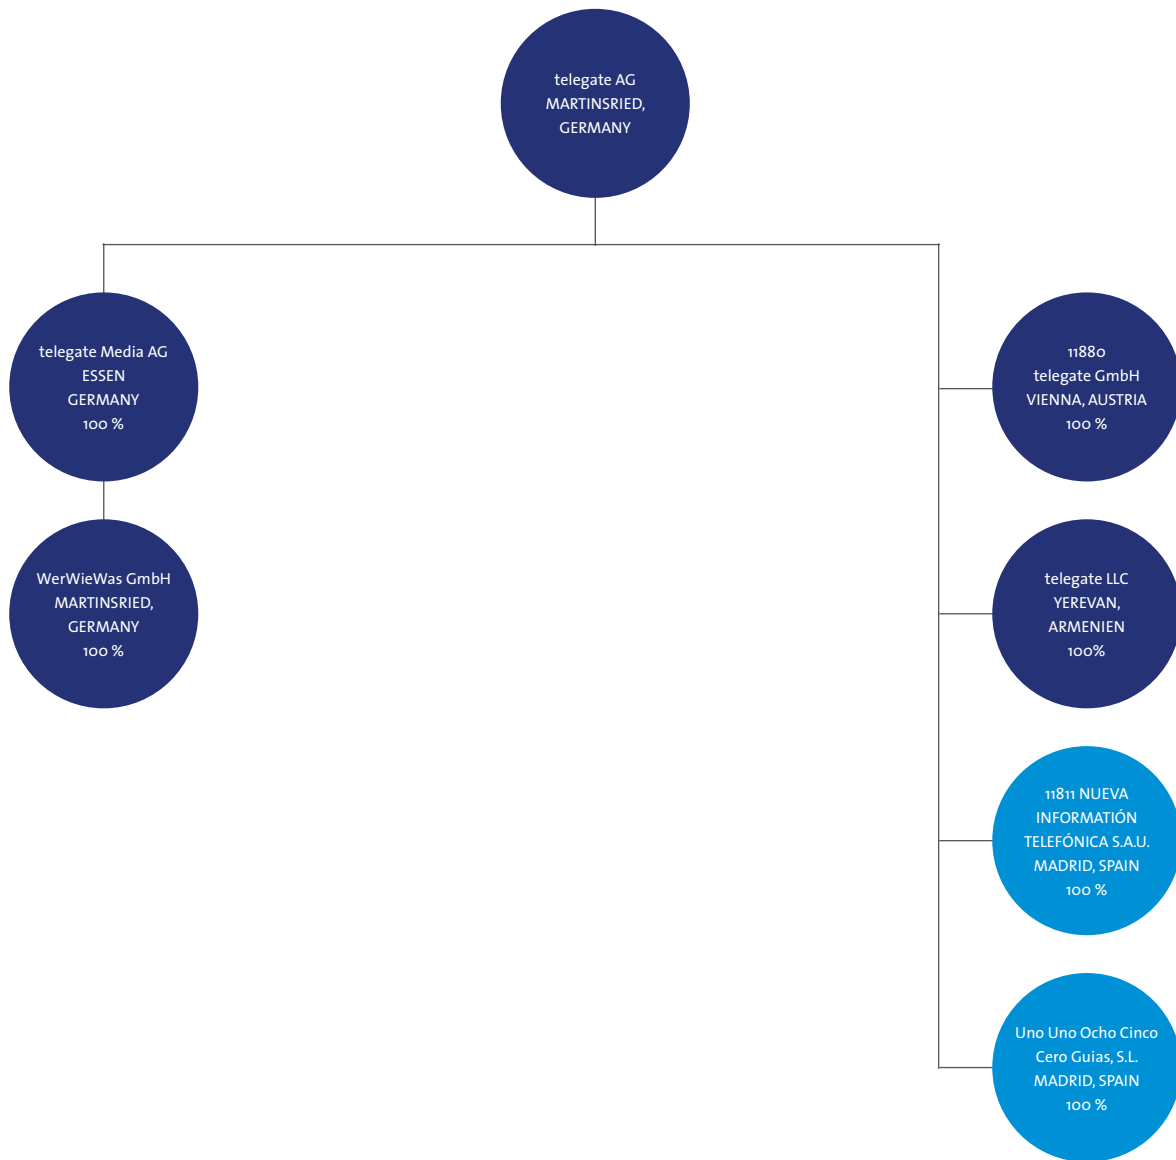 telegate AG
MARTINSRIED,
GERMANY
telegate Media AG
ESSEN
GERMANY
100 %
11880
telegate GmbH
VIENNA, AUSTRIA
100 %
WerWieWas GmbH
MARTINSRIED,
GERMANY
100 %
telegate LLC
YEREVAN,
ARMENIEN
100%
11811 NUEVA
INFORMATIÓN
TELEFÓNICA S.A.U.
MADRID, SPAIN
100 %
Uno Uno Ocho Cinco
Cero Guias, S.L.
MADRID, SPAIN
100 %